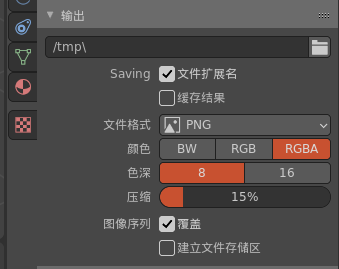 输出
/tmp\
Saving 文件扩展名
缓存结果
文件格式 PNG
颜色 BW RGB RGBA
色深 8 16
压缩 15%
图像序列 覆盖
建立文件存储区